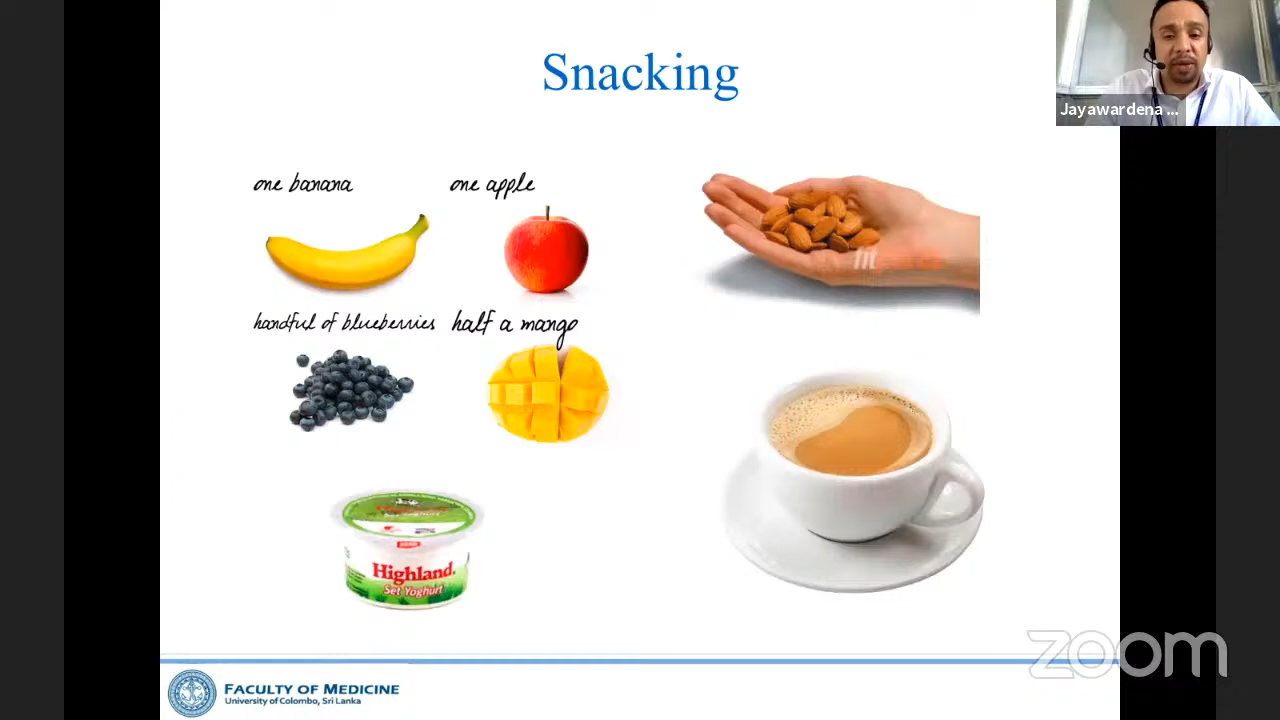 Snacking
Jayawardena ...
one banana
one apple
handful of blueberries
half a mango
Highland.
Set Yoghurt
zoom
FACULTY OF MEDICINE
University of Colombo, Sri Lanka